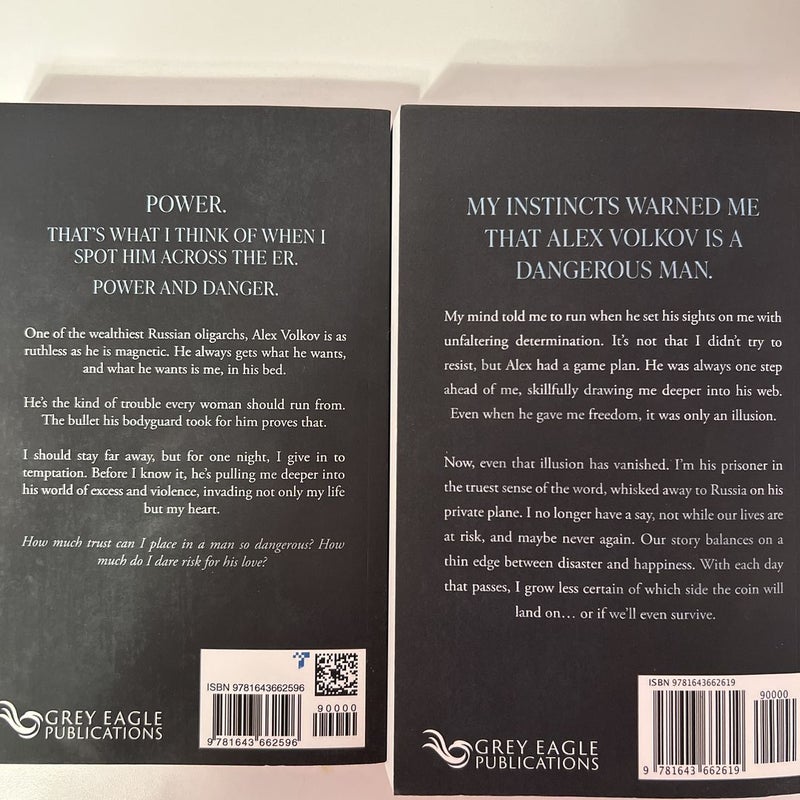 POWER.
THAT'S WHAT I THINK OF WHEN I
SPOT HIM ACROSS THE ER.
POWER AND DANGER.
One of the wealthiest Russian oligarchs, Alex Volkov is as
ruthless as he is magnetic. He always gets what he wants,
and what he wants is me, in his bed.
He's the kind of trouble every woman should run from.
The bullet his bodyguard took for him proves that.
I should stay far away, but for one night, I give in to
temptation. Before I know it, he's pulling me deeper into
his world of excess and violence, invading not only my life
but my heart.
How much trust can I place in a man so dangerous? How
much do I dare risk for his love?
ISBN 9781643662596
90000
9 781643 662596
GREY EAGLE
PUBLICATIONS
MY INSTINCTS WARNED ME
THAT ALEX VOLKOV IS A
DANGEROUS MAN.
My mind told me to run when he set his sights on me with
unfaltering determination. It's not that I didn't try to
resist, but Alex had a game plan. He was always one step
ahead of me, skillfully drawing me deeper into his web.
Even when he gave me freedom, it was only an illusion.
Now, even that illusion has vanished. I'm his prisoner in
the truest sense of the word, whisked away to Russia on his
private plane. I no longer have a say, not while our lives are
at risk, and maybe never again. Our story balances on a
thin edge between disaster and happiness. With each day
that passes, I grow less certain of which side the coin will
land on… or if we'll even survive.
ISBN 9781643662619
90000
9 781643 662619
GREY EAGLE
PUBLICATIONS